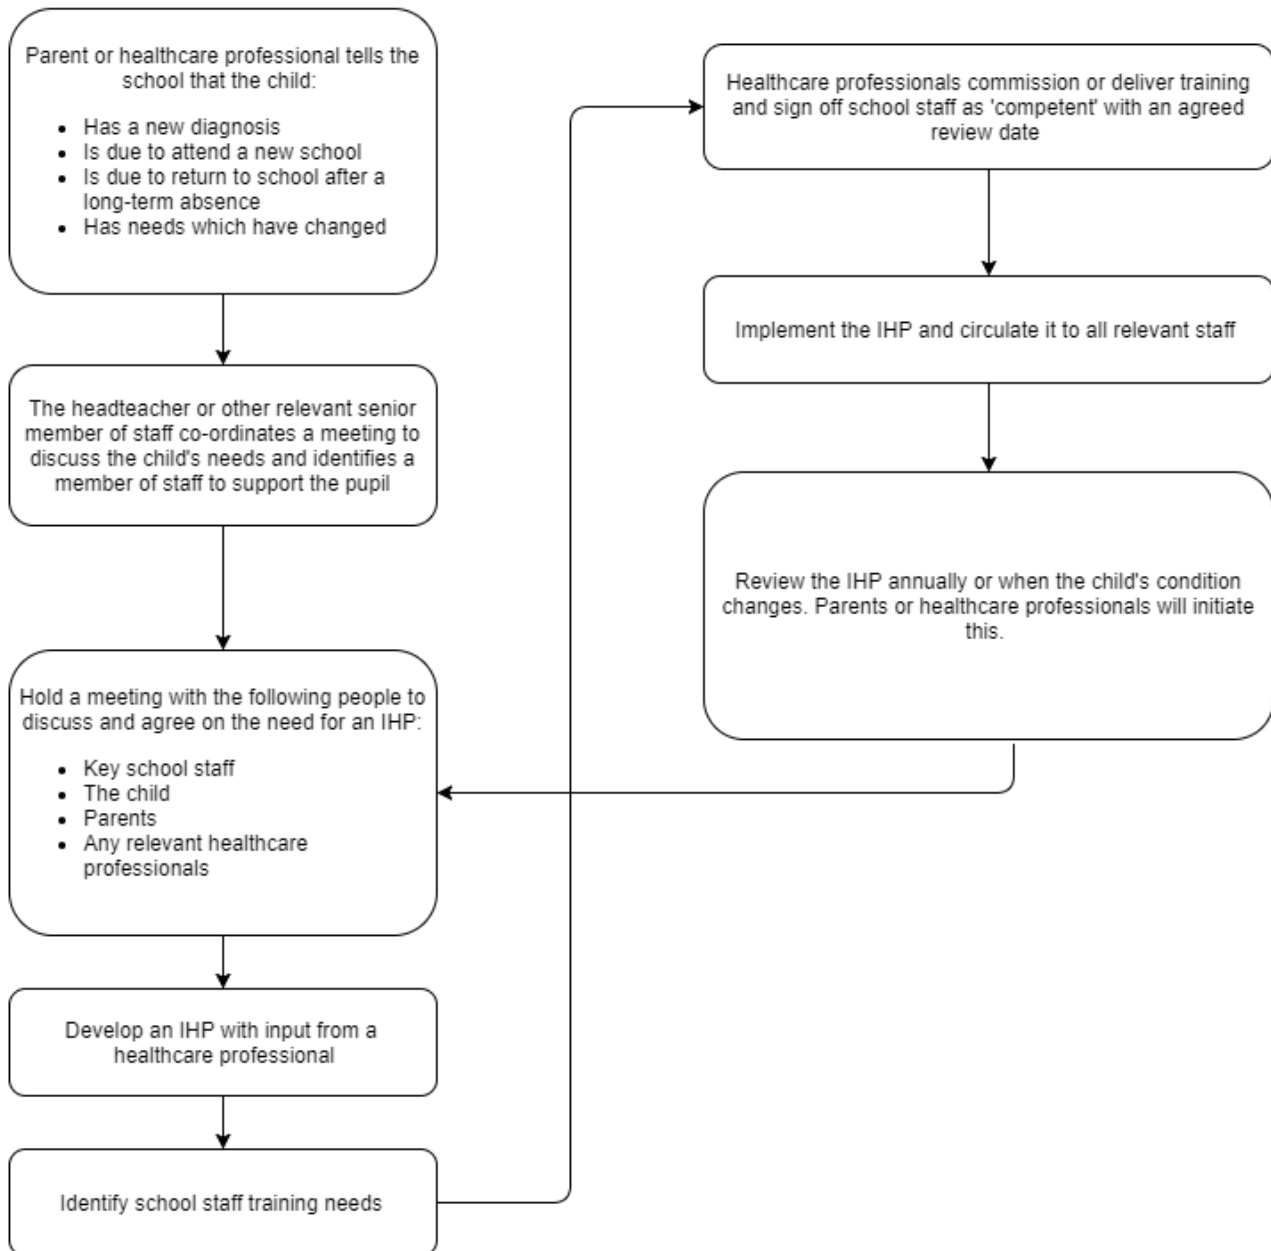 Parent or healthcare professional tells the
school that the child:
• Has a new diagnosis
• Is due to attend a new school
• Is due to return to school after a
long-term absence
• Has needs which have changed
The headteacher or other relevant senior
member of staff co-ordinates a meeting to
discuss the child's needs and identifies a
member of staff to support the pupil
Hold a meeting with the following people to
discuss and agree on the need for an IHP:
• Key school staff
• The child
• Parents
• Any relevant healthcare
professionals
Develop an IHP with input from a
healthcare professional
Identify school staff training needs
Healthcare professionals commission or deliver training
and sign off school staff as 'competent' with an agreed
review date
Implement the IHP and circulate it to all relevant staff
Review the IHP annually or when the child's condition
changes. Parents or healthcare professionals will initiate
this.